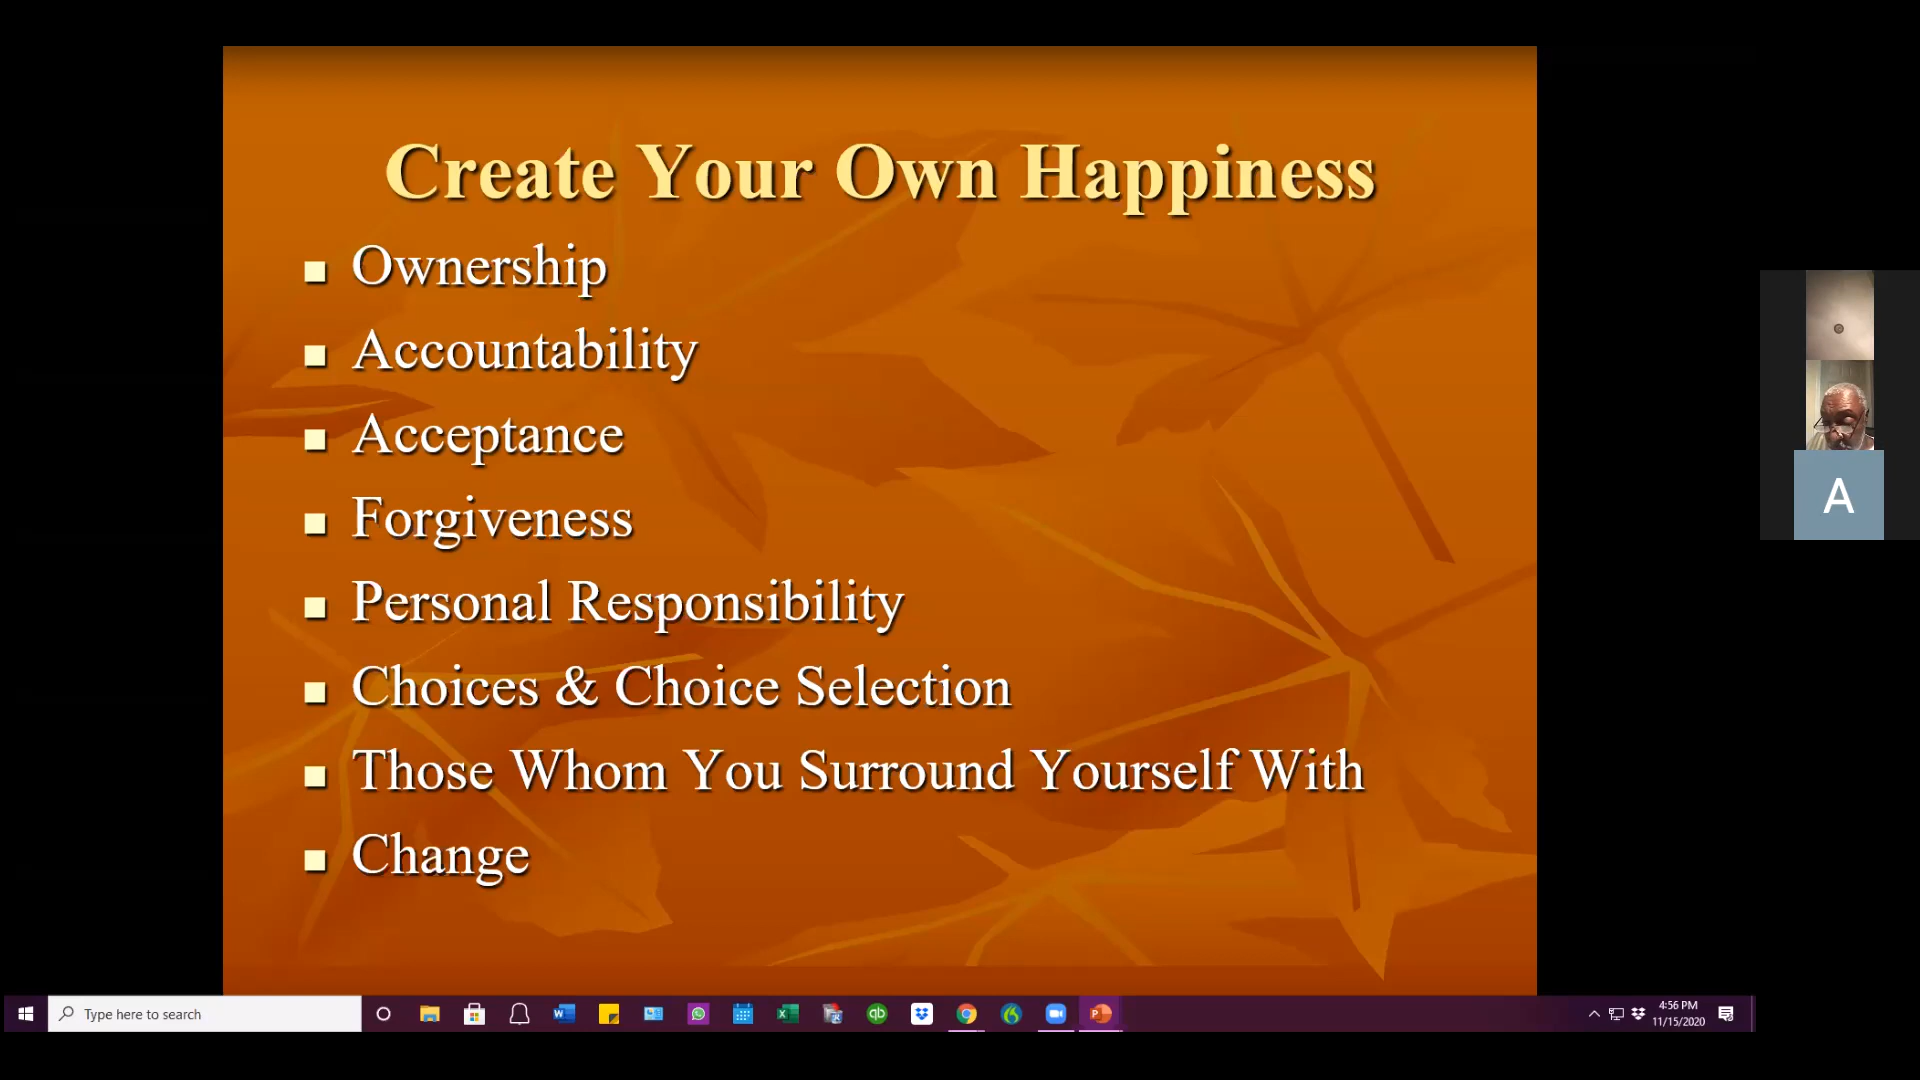 Create Your Own Happiness
Ownership
Accountability
Acceptance
Forgiveness
Personal Responsibility
Choices & Choice Selection
Those Whom You Surround Yourself With
Change
A
Type here to search
4:56 PM
11/15/2020